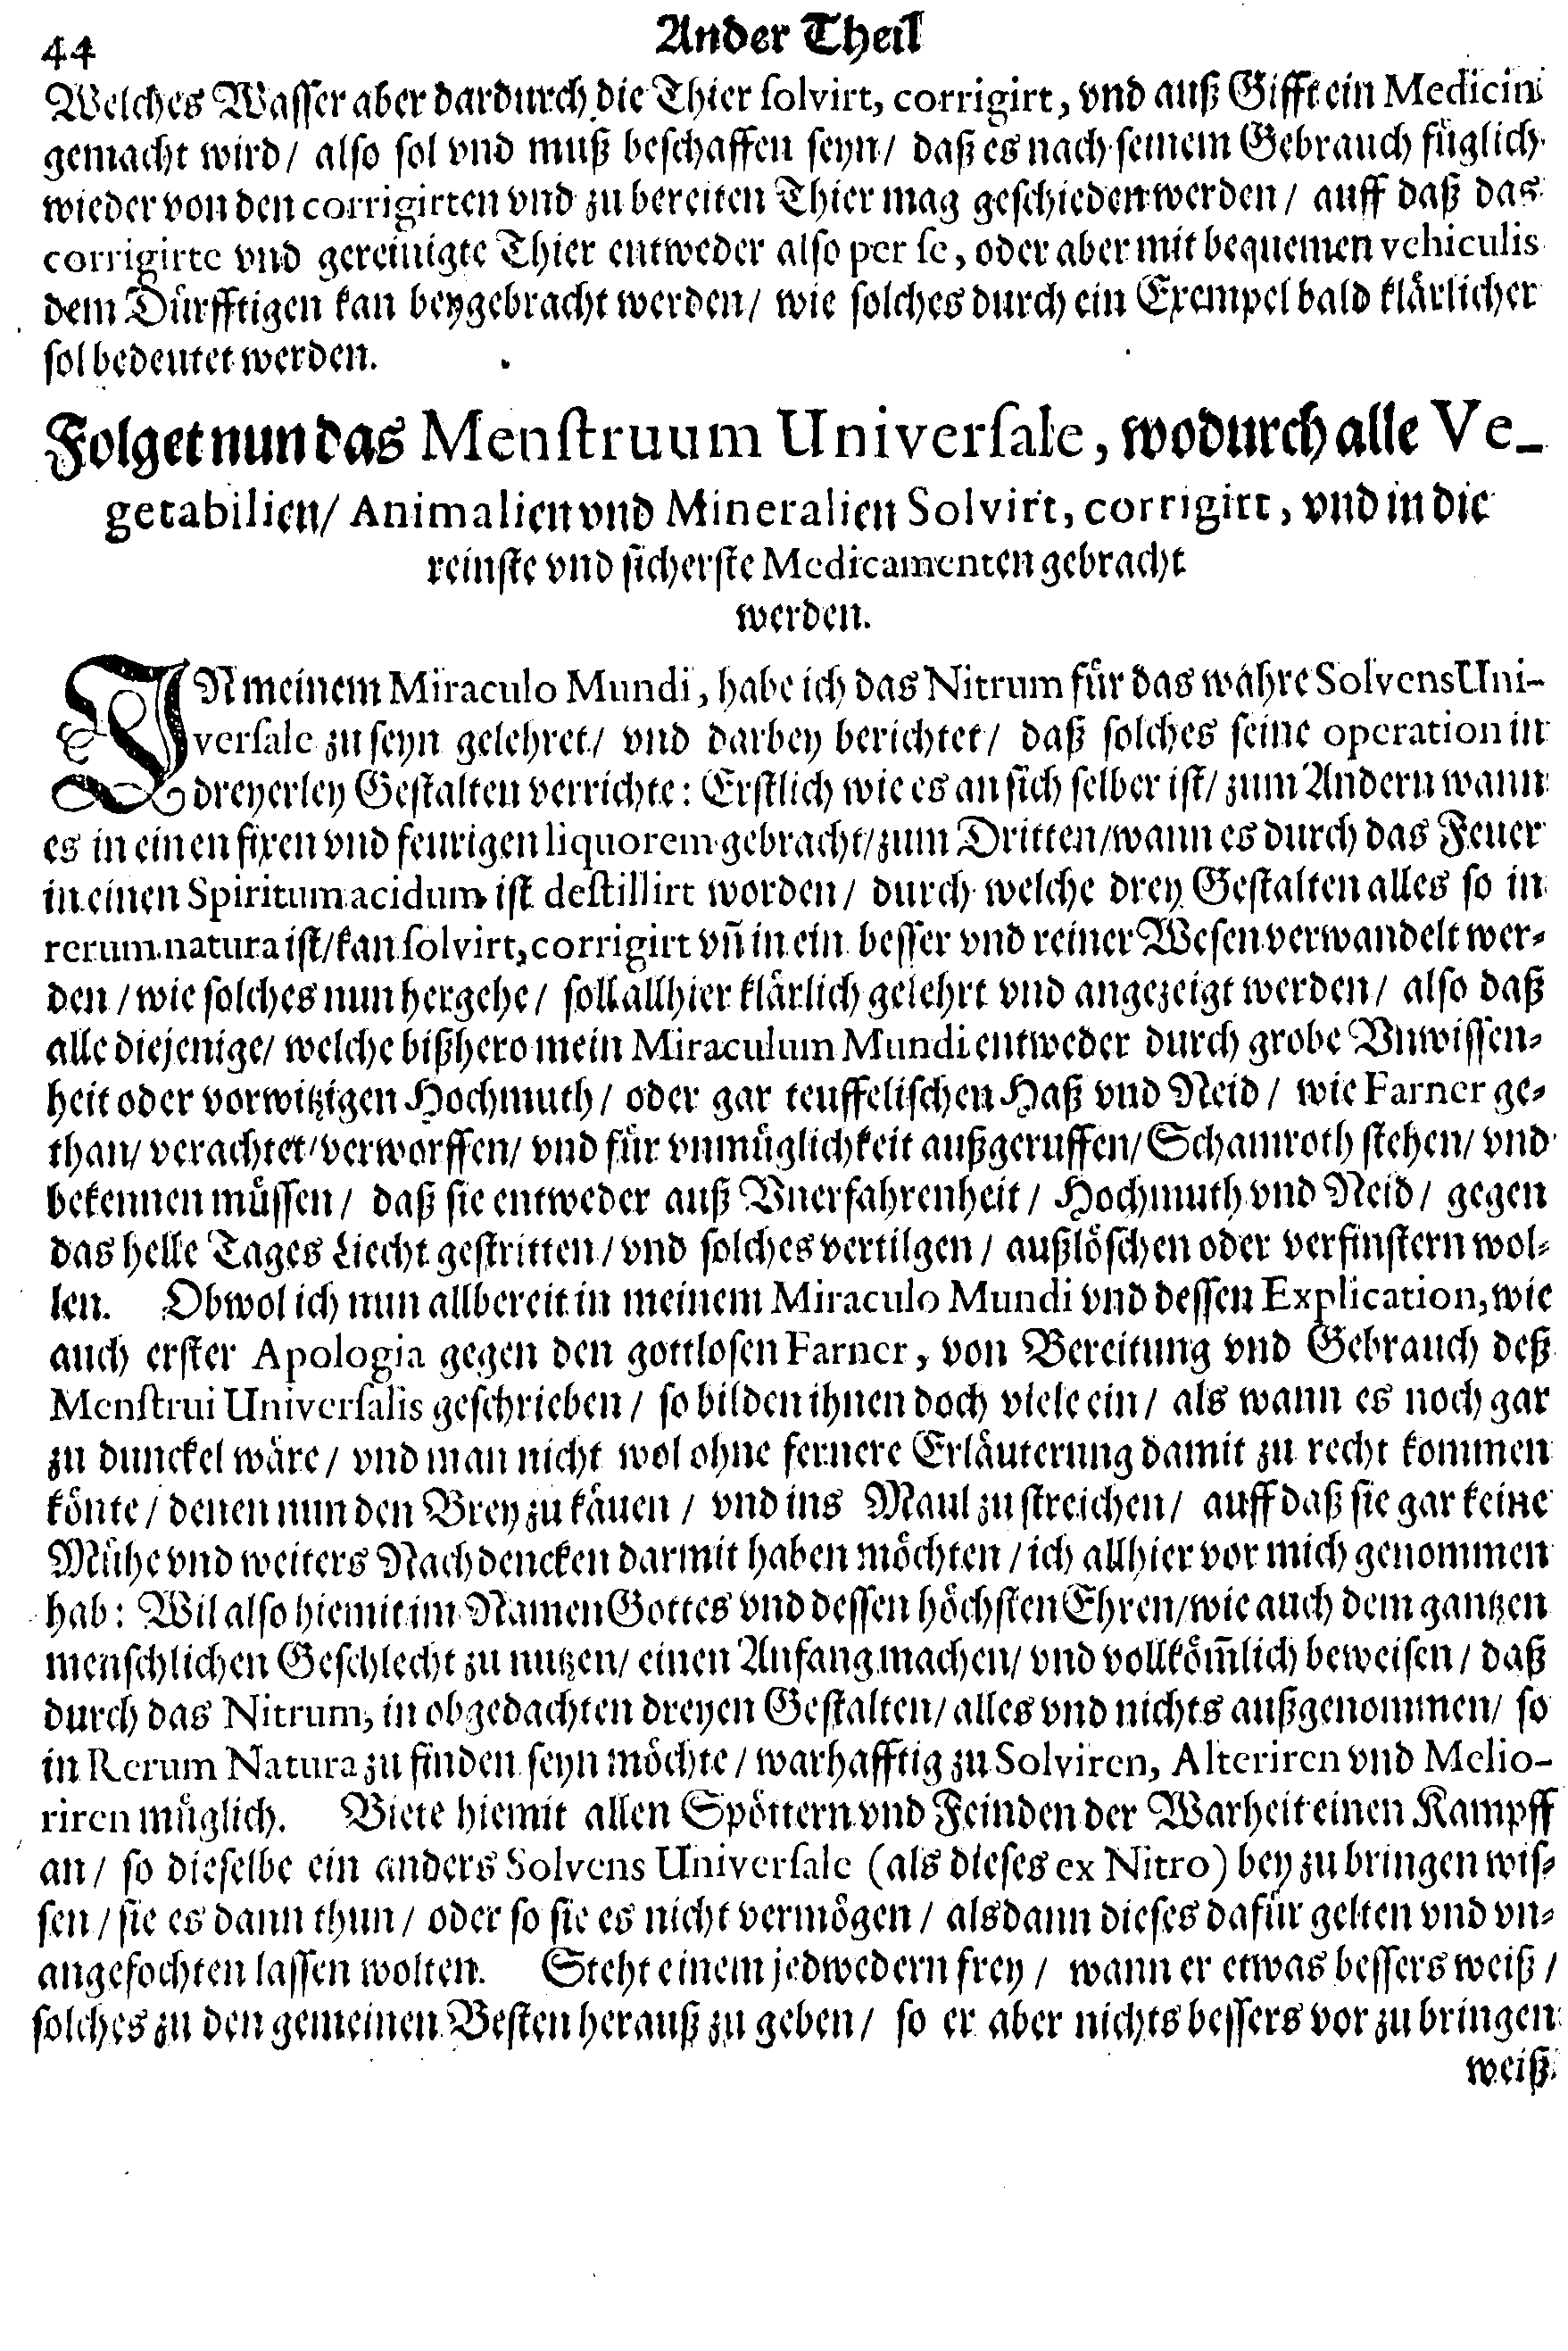 44 Ander Theil
Welches Wasser aber dardurch die Thier solvirt, corrigirt, vnd auß Gifft ein Medicin
gemacht wird / also sol vnd muß beschaffen seyn / daß es nach seinem Gebrauch füglich
wieder von den corrigirten vnd zu bereiten Thier mag geschieden werden / auff daß das
corrigirte vnd gereinigte Thier entweder also per se, oder aber mit bequemen vehiculis
dem Dürfftigen kan beygebracht werden / wie solches durch ein Exempel bald klärlicher
sol bedeutet werden.
Folget nun das Menstruum Universale, wodurch alle Ve-
getabilien / Animalien vnd Mineralien Solvirt, corrigirt, vnd in die
reinste vnd sicherste Medicamenten gebracht
werden.
IN meinem Miraculo Mundi, habe ich das Nitrum für das wahre Solvens Uni-
versale zu seyn gelehret / vnd darbey berichtet / daß solches seine operation in
dreyerley Gestalten verrichte: Erstlich wie es an sich selber ist / zum Andern wann
es in einen fixen vnd feurigen liquorem gebracht / zum Dritten / wann es durch das Feuer
in einen Spiritum acidum ist destillirt worden / durch welche drey Gestalten alles so in
rerum natura ist / kan solvirt, corrigirt vñ in ein besser vnd reiner Wesen verwandelt wer-
den / wie solches nun hergehe / soll allhier klärlich gelehrt vnd angezeigt werden / also daß
alle diejenige / welche bißhero mein Miraculum Mundi entweder durch grobe Vnwissen-
heit oder vorwitzigen Hochmuth / oder gar teuffelischen Haß vnd Neid / wie Farner ge-
than / verachtet / verworffen / vnd für vnmüglichkeit außgeruffen / Schamroth stehen / vnd
bekennen müssen / daß sie entweder auß Vnerfahrenheit / Hochmuth vnd Neid / gegen
das helle Tages Liecht gestritten / vnd solches vertilgen / außlöschen oder verfinstern wol-
len. Obwol ich nun allbereit in meinem Miraculo Mundi vnd dessen Explication, wie
auch erster Apologia gegen den gottlosen Farner, von Bereitung vnd Gebrauch deß
Menstrui Universalis geschrieben / so bilden ihnen doch viele ein / als wann es noch gar
zu dunckel wäre / vnd man nicht wol ohne fernere Erläuterung damit zu recht kommen
könte / denen nun den Brey zu käuen / vnd ins Maul zu streichen / auff daß sie gar keine
Mühe vnd weiters Nachdencken darmit haben möchten / ich allhier vor mich genommen
hab: Wil also hiemit im Namen Gottes vnd dessen höchsten Ehren / wie auch dem gantzen
menschlichen Geschlecht zu nutzen / einen Anfang machen / vnd vollköm̃lich beweisen / daß
durch das Nitrum, in obgedachten dreyen Gestalten / alles vnd nichts außgenommen / so
in Rerum Natura zu finden seyn möchte / warhafftig zu Solviren, Alteriren vnd Melio-
riren müglich. Biete hiemit allen Spöttern vnd Feinden der Warheit einen Kampff
an / so dieselbe ein anders Solvens Universale (als dieses ex Nitro) bey zu bringen wis-
sen / sie es dann thun / oder so sie es nicht vermögen / alsdann dieses dafür gelten vnd vn-
angefochten lassen wolten. Steht einem jedwedern frey / wann er etwas bessers weiß /
solches zu den gemeinen Besten herauß zu geben / so er aber nichts bessers vor zu bringen
weiß